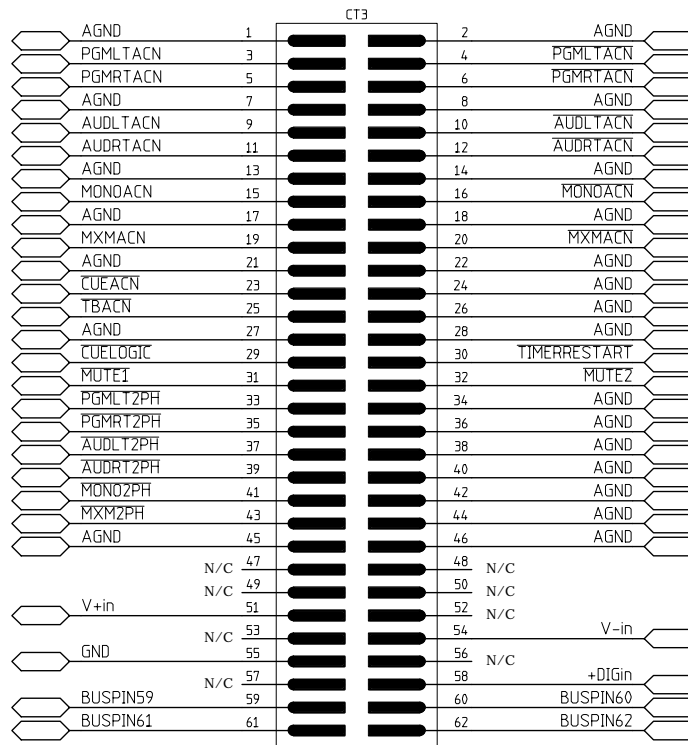 CT3
AGND 1 2 AGND
PGMLTACN 3 4 PGMLTACN
PGMRTACN 5 6 PGMRTACN
AGND 7 8 AGND
AUDLTACN 9 10 AUDLTACN
AUDRTACN 11 12 AUDRTACN
AGND 13 14 AGND
MONOACN 15 16 MONOACN
AGND 17 18 AGND
MXMACN 19 20 MXMACN
AGND 21 22 AGND
CUEACN 23 24 AGND
TBACN 25 26 AGND
AGND 27 28 AGND
CUELOGIC 29 30 TIMERRESTART
MUTE1 31 32 MUTE2
PGMLT2PH 33 34 AGND
PGMRT2PH 35 36 AGND
AUDLT2PH 37 38 AGND
AUDRT2PH 39 40 AGND
MONO2PH 41 42 AGND
MXM2PH 43 44 AGND
AGND 45 46 AGND
N/C 47 48 N/C
N/C 49 50 N/C
V+in 51 52 N/C
N/C 53 54 V-in
GND 55 56 N/C
N/C 57 58 +DIGin
BUSPIN59 59 60 BUSPIN60
BUSPIN61 61 62 BUSPIN62